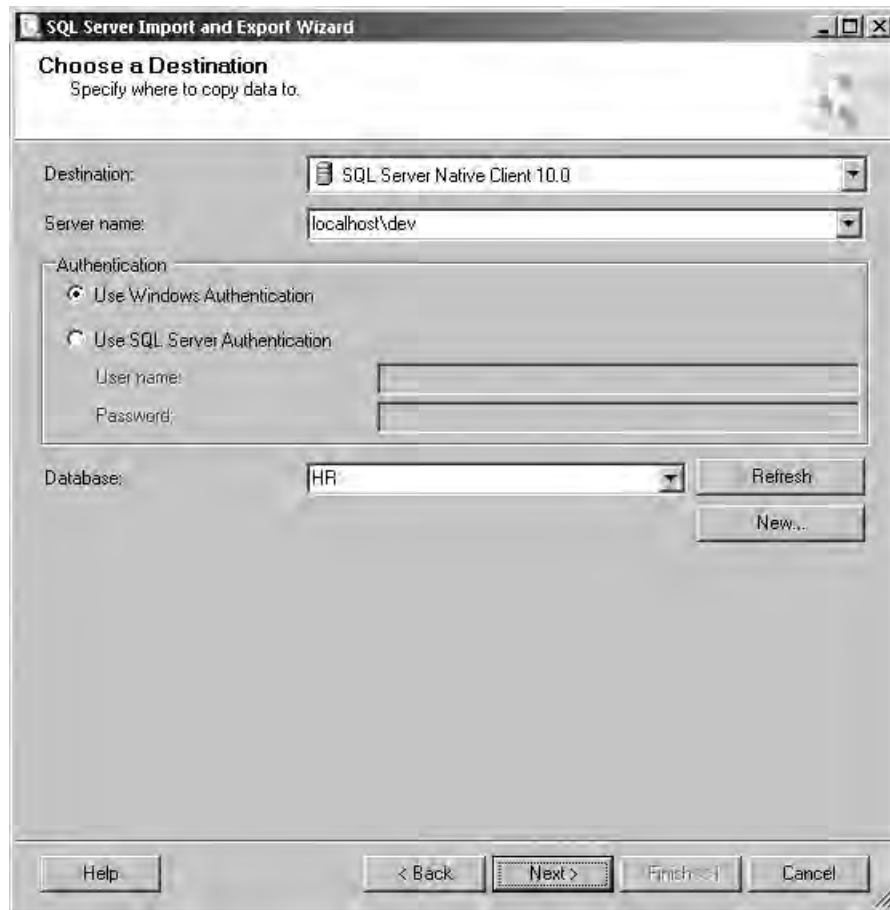 SQL Server Import and Export Wizard
Choose a Destination
Specify where to copy data to.
Destination:
SQL Server Native Client 10.0
Server name:
localhost\dev
Authentication
Use Windows Authentication
Use SQL Server Authentication
User name:
Password:
Database:
HR
Refresh
New...
Help
< Back
Next >
Finish >>|
Cancel